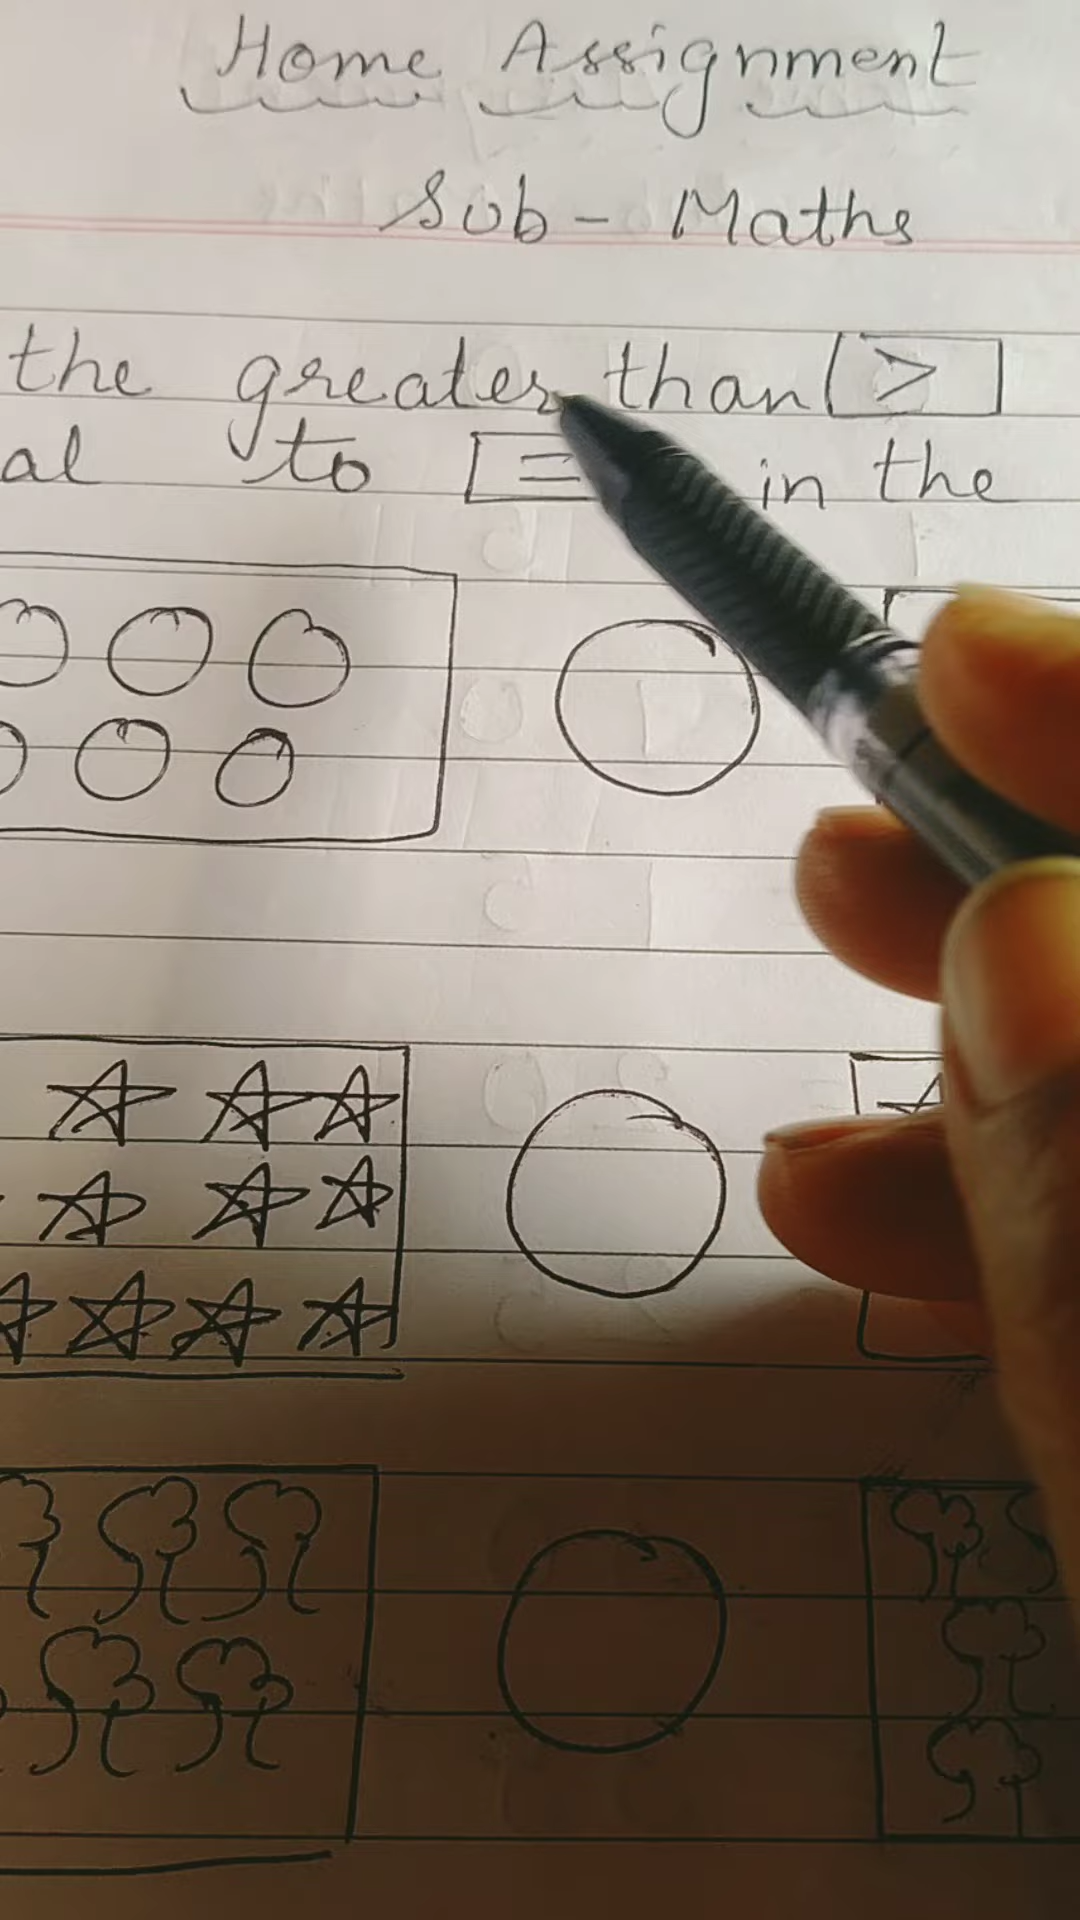 Home Assignment
Sub - Maths
the greater than >
al to = in the